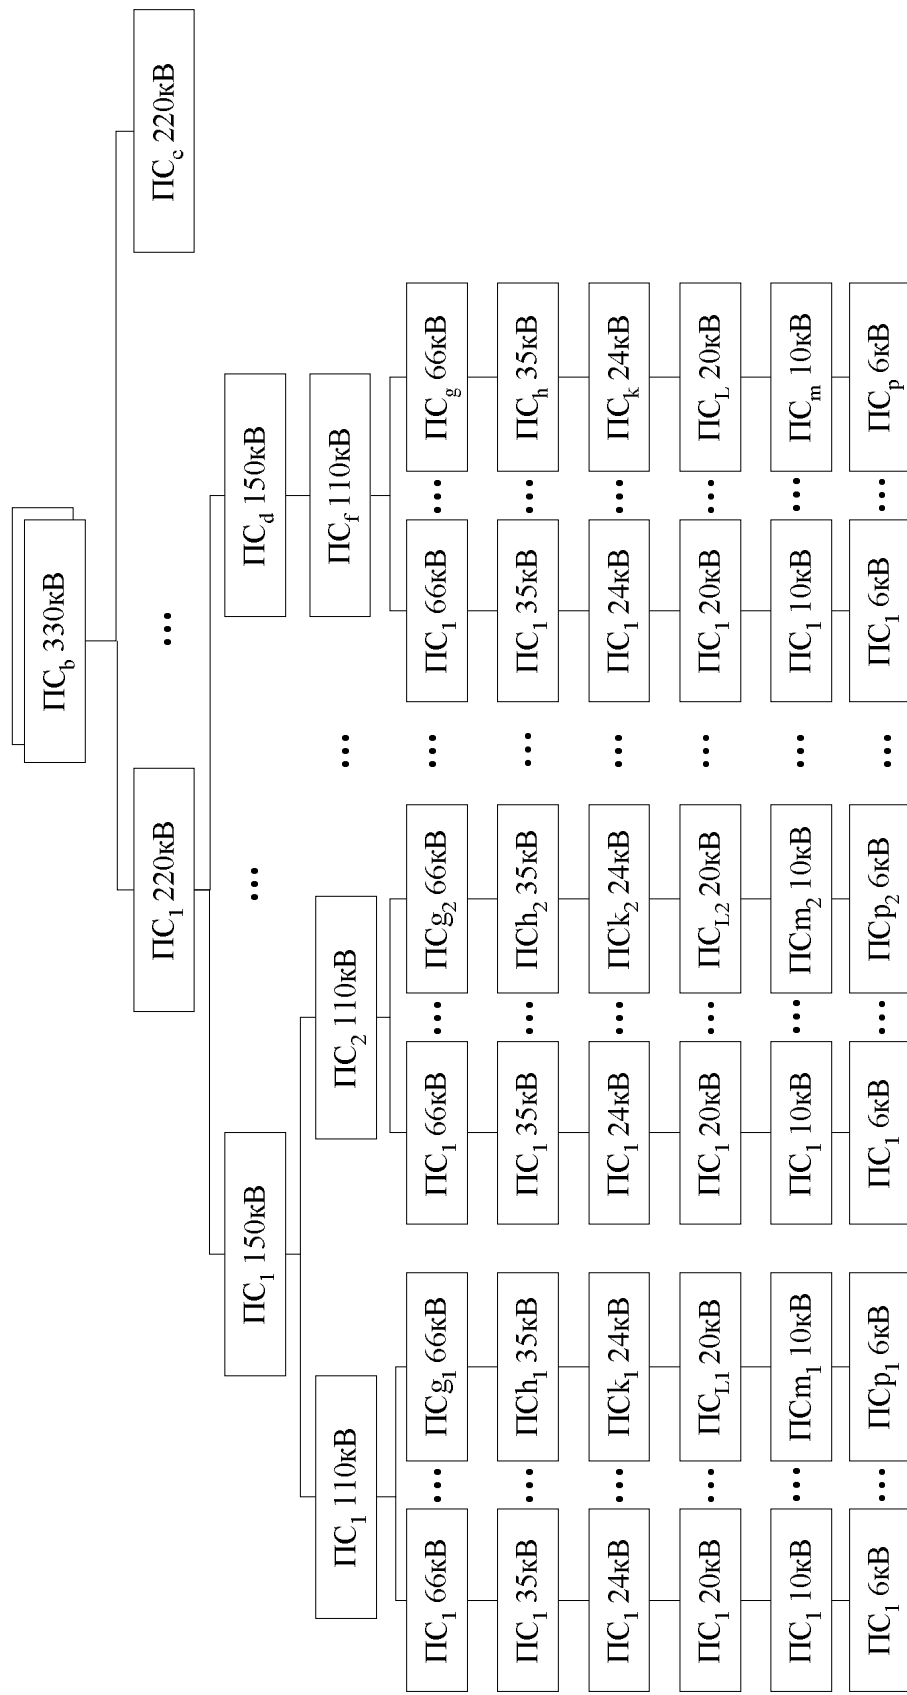 ПС_b 330кВ
ПС_1 220кВ
...
ПС_c 220кВ
ПС_1 150кВ
...
ПС_d 150кВ
ПС_1 110кВ
ПС_2 110кВ
...
ПС_f 110кВ
ПС_1 66кВ ... ПСg_1 66кВ ПС_1 66кВ ... ПСg_2 66кВ ... ПС_1 66кВ ... ПС_g 66кВ
ПС_1 35кВ ... ПСh_1 35кВ ПС_1 35кВ ... ПСh_2 35кВ ... ПС_1 35кВ ... ПС_h 35кВ
ПС_1 24кВ ... ПСk_1 24кВ ПС_1 24кВ ... ПСk_2 24кВ ... ПС_1 24кВ ... ПС_k 24кВ
ПС_1 20кВ ... ПС_L1 20кВ ПС_1 20кВ ... ПС_L2 20кВ ... ПС_1 20кВ ... ПС_L 20кВ
ПС_1 10кВ ... ПСm_1 10кВ ПС_1 10кВ ... ПСm_2 10кВ ... ПС_1 10кВ ... ПС_m 10кВ
ПС_1 6кВ ... ПСp_1 6кВ ПС_1 6кВ ... ПСp_2 6кВ ... ПС_1 6кВ ... ПС_p 6кВ